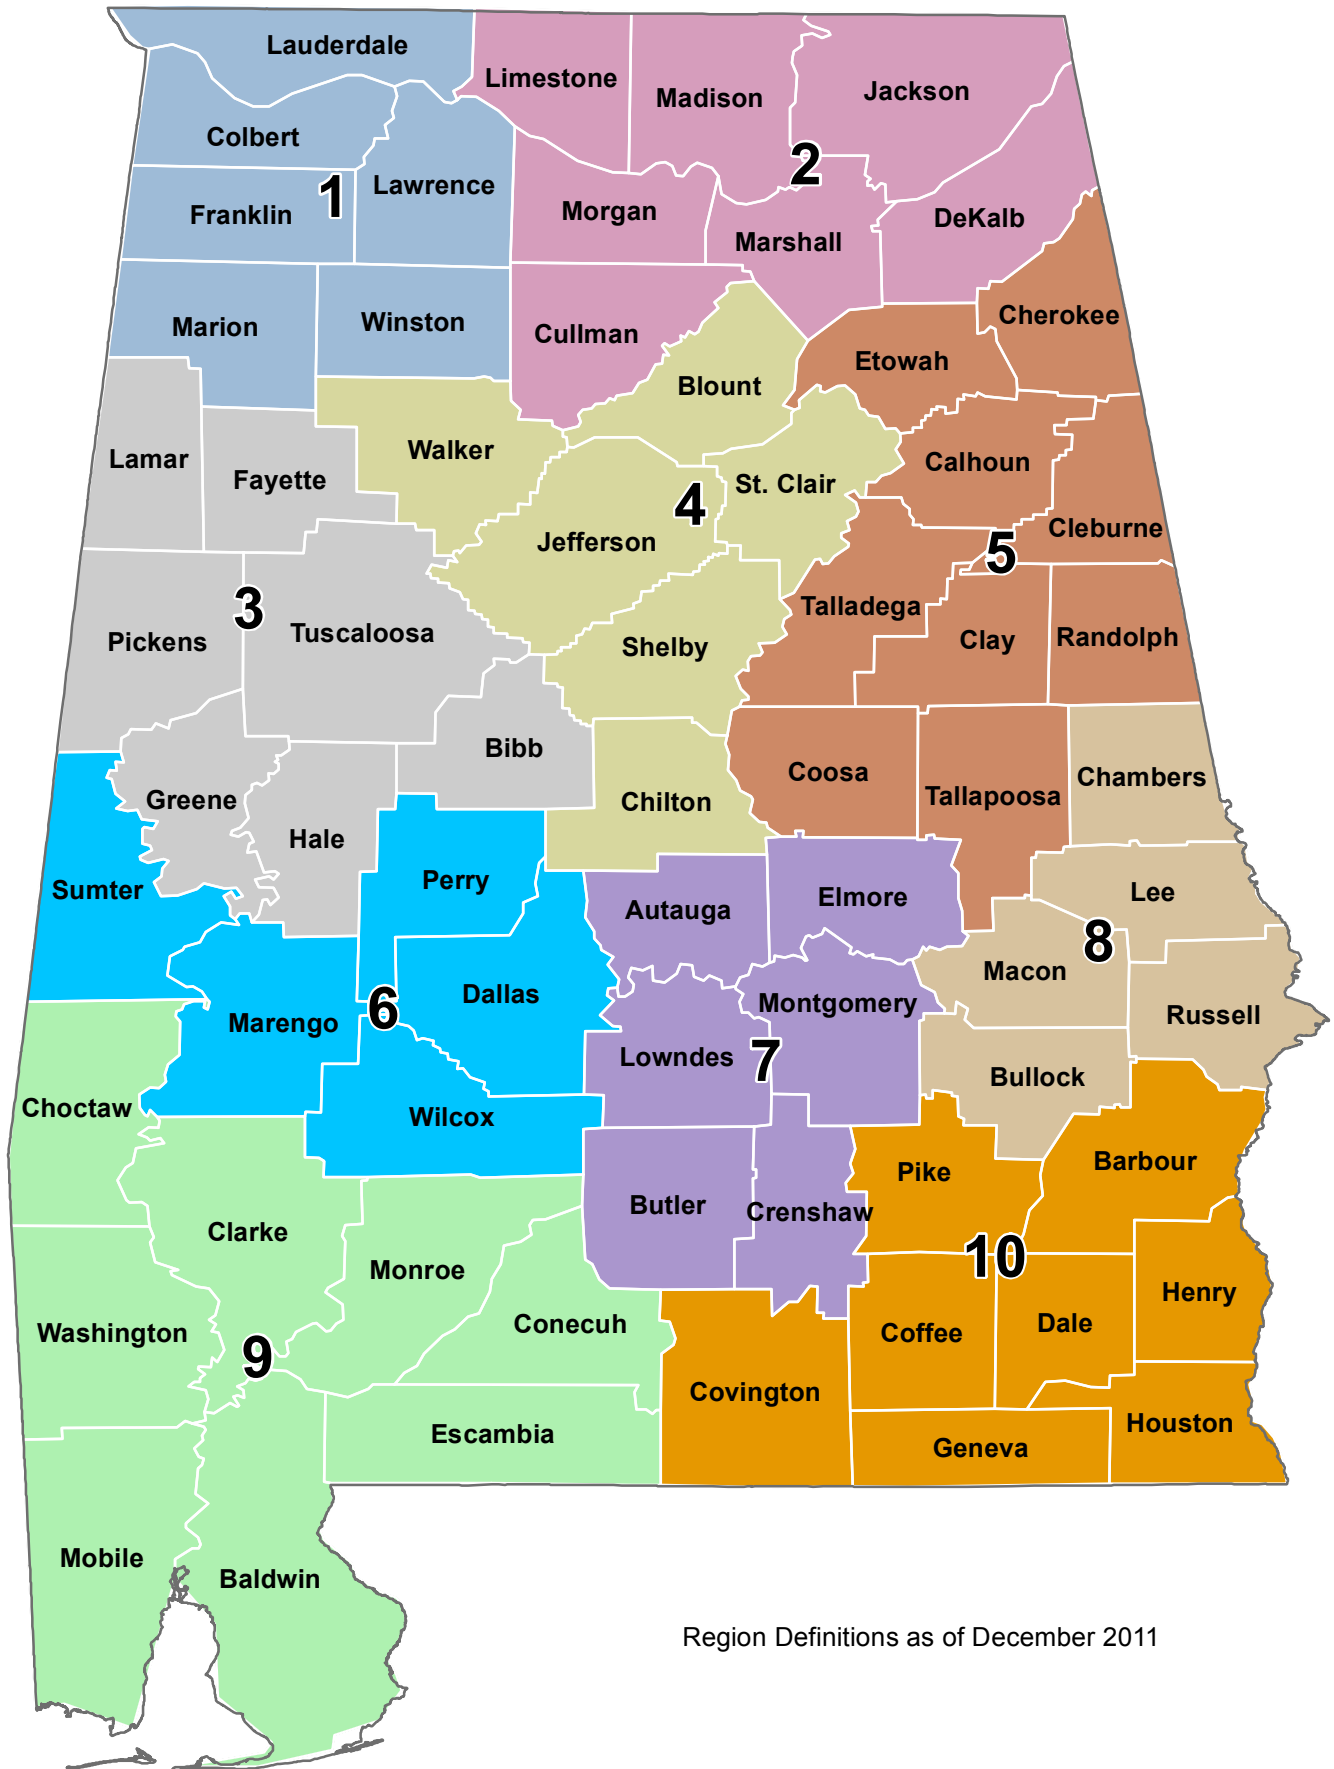 Lauderdale
Limestone
Madison
Jackson
Colbert
2
Lawrence
1
Franklin
Morgan
DeKalb
Marshall
Cherokee
Winston
Marion
Cullman
Etowah
Blount
Walker
Lamar
Calhoun
Fayette
St. Clair
4
Cleburne
Jefferson
5
3
Talladega
Tuscaloosa
Randolph
Clay
Pickens
Shelby
Bibb
Coosa
Chambers
Tallapoosa
Greene
Chilton
Hale
Perry
Sumter
Lee
Elmore
Autauga
8
Macon
Dallas
Montgomery
6
Russell
Marengo
Lowndes
7
Bullock
Choctaw
Wilcox
Barbour
Pike
Butler
Crenshaw
Clarke
10
Monroe
Henry
Conecuh
Dale
Washington
Coffee
9
Covington
Houston
Escambia
Geneva
Mobile
Baldwin
Region Definitions as of December 2011